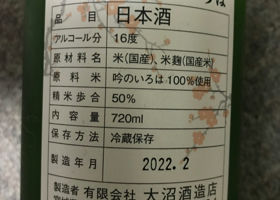 品 目 日本酒
アルコール分 16度
原材料名 米(国産)、米麹(国産米)
原料米 吟のいろは100%使用
精米歩合 50%
内容量 720ml
保存方法 冷蔵保存
製造年月 2022.2
製造者 有限会社 大沼酒造店